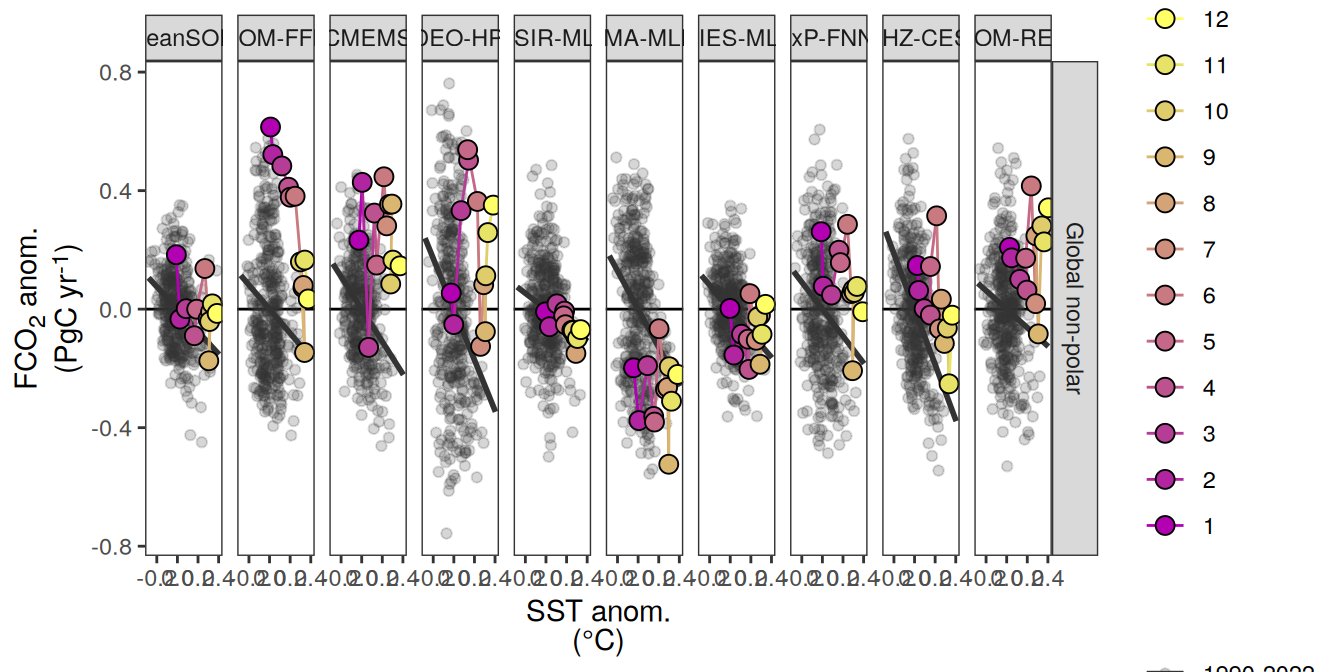 eanSO
OM-FF
CMEMS
DEO-HP
SIR-ML
MA-ML
IES-ML
xP-FNN
HZ-CES
OM-RE
12
11
10
9
8
7
6
5
4
3
2
1
0.8
0.4
0.0
-0.4
-0.8
FCO2 anom.
(PgC yr-1)
Global non-polar
SST anom.
(°C)